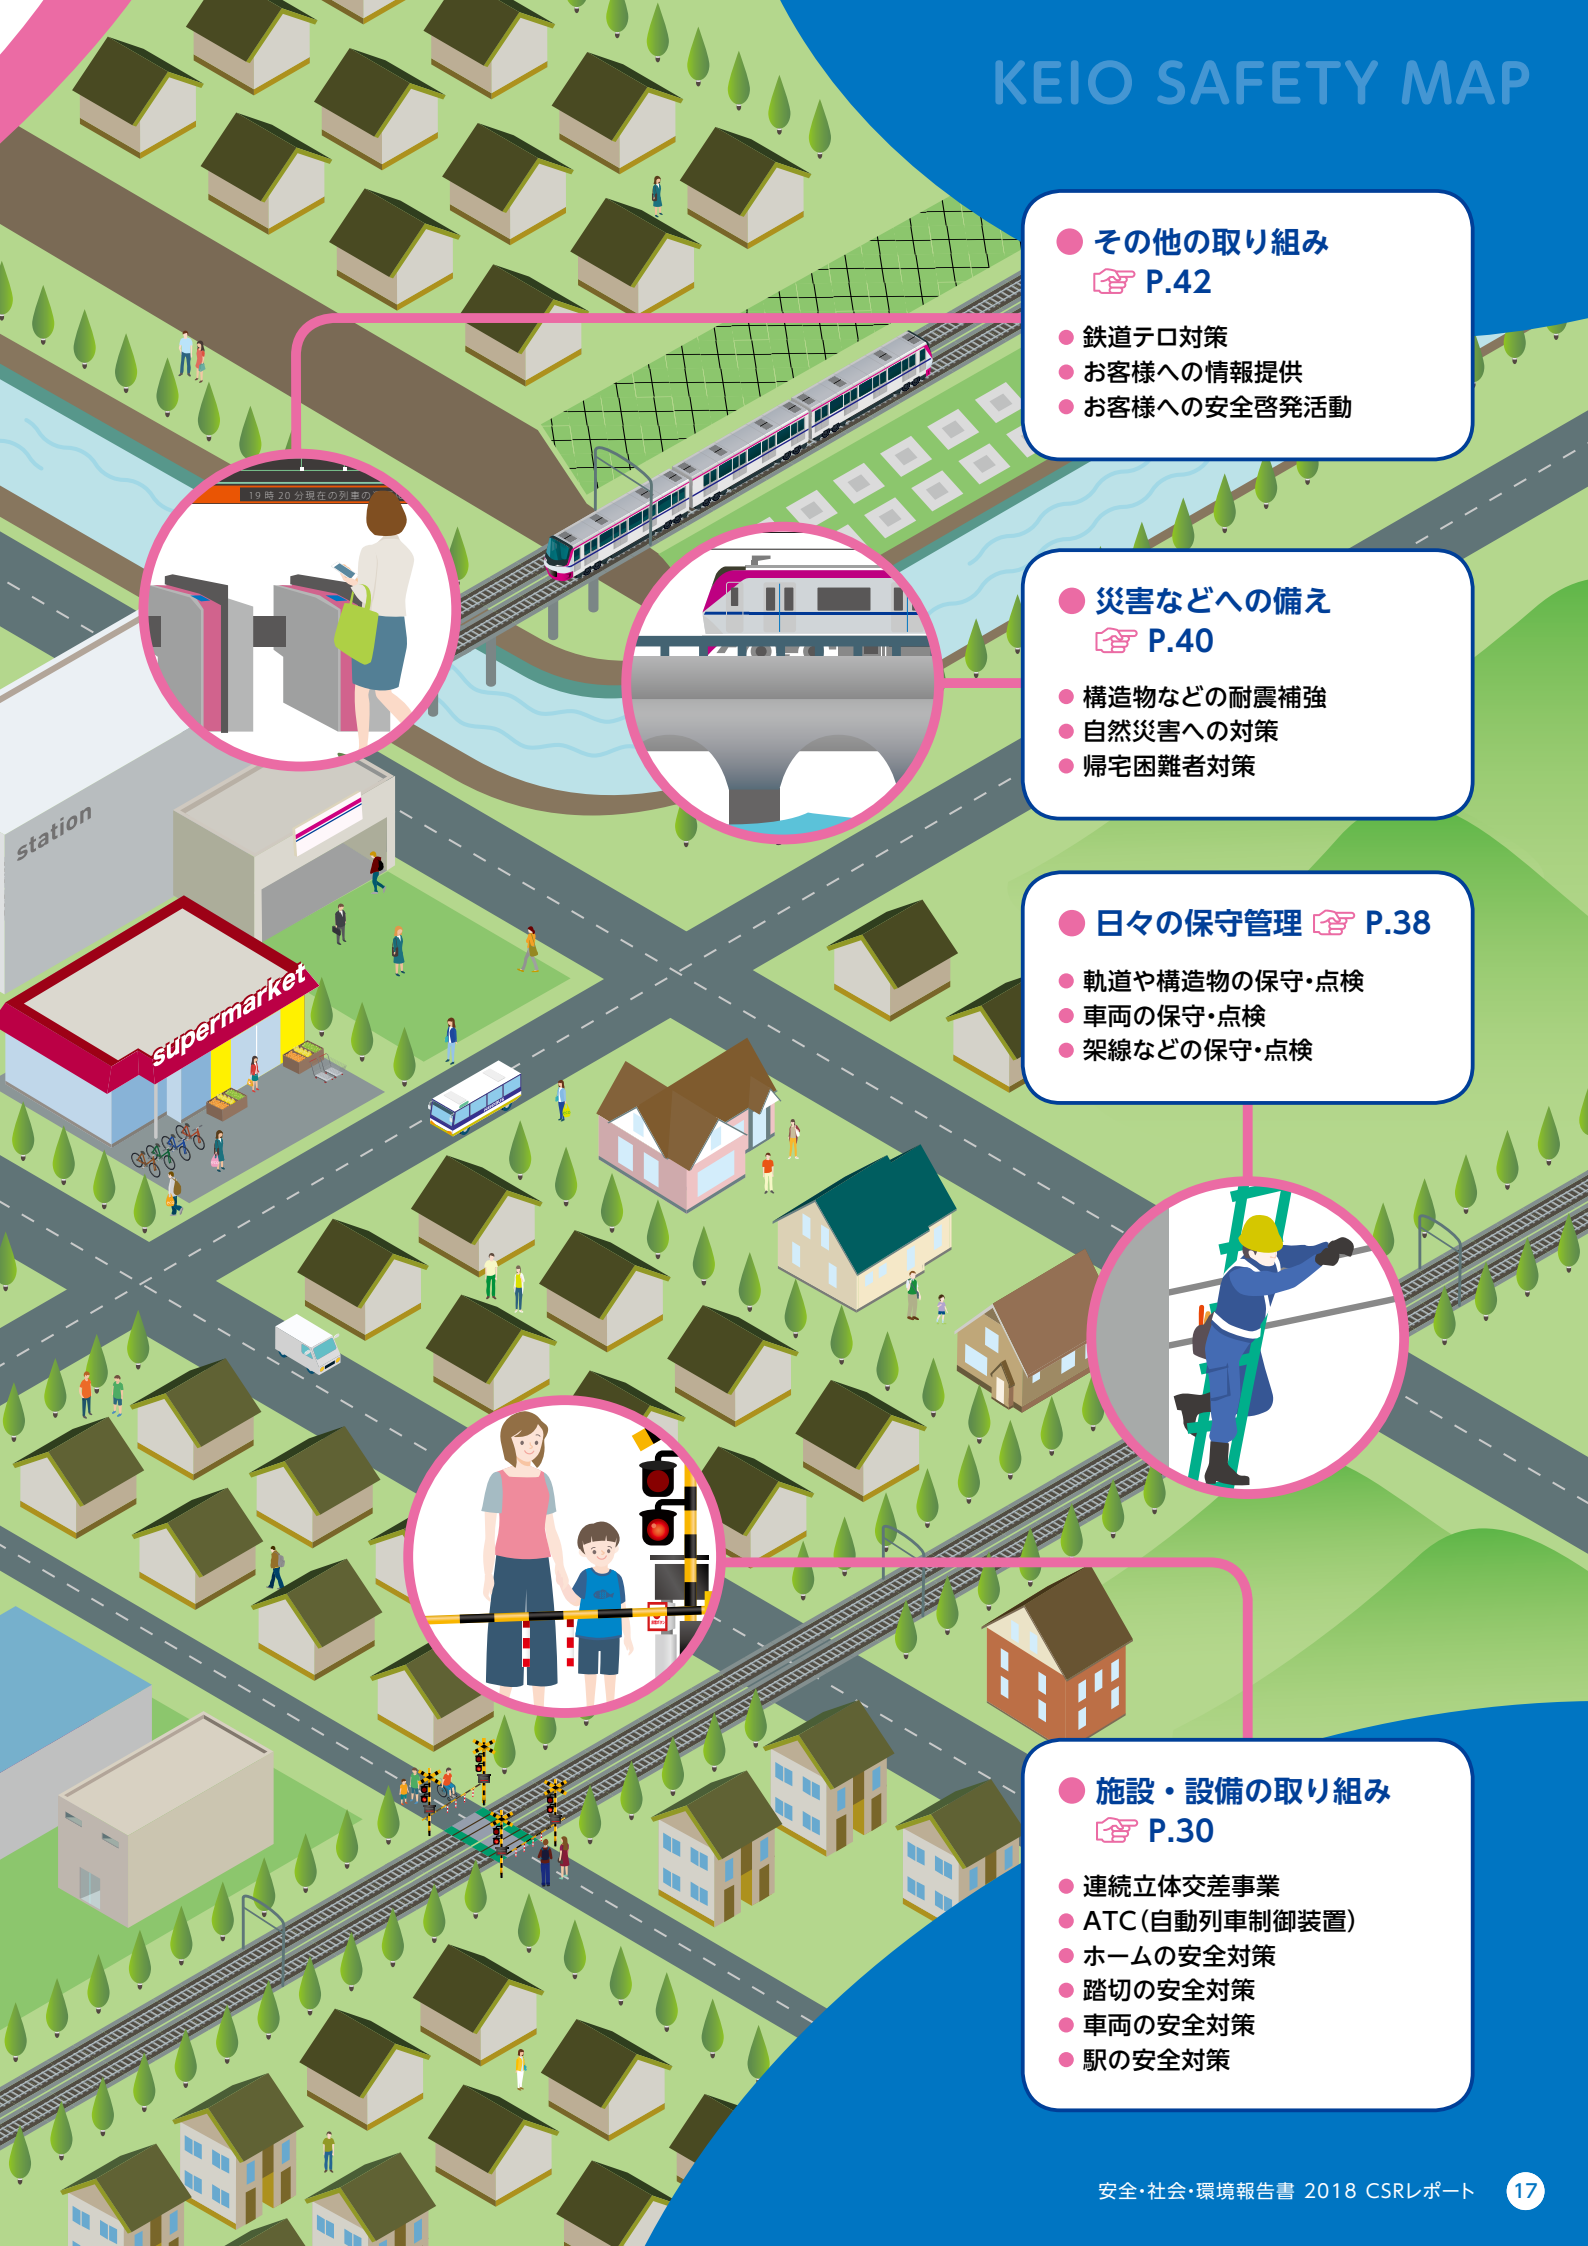 KEIO SAFETY MAP
その他の取り組み
P.42
鉄道テロ対策
お客様への情報提供
お客様への安全啓発活動
19時20分現在の列車の
災害などへの備え
P.40
構造物などの耐震補強
自然災害への対策
帰宅困難者対策
station
supermarket
日々の保守管理 P.38
軌道や構造物の保守・点検
車両の保守・点検
架線などの保守・点検
施設・設備の取り組み
P.30
連続立体交差事業
ATC(自動列車制御装置)
ホームの安全対策
踏切の安全対策
車両の安全対策
駅の安全対策
安全・社会・環境報告書 2018 CSRレポート 17